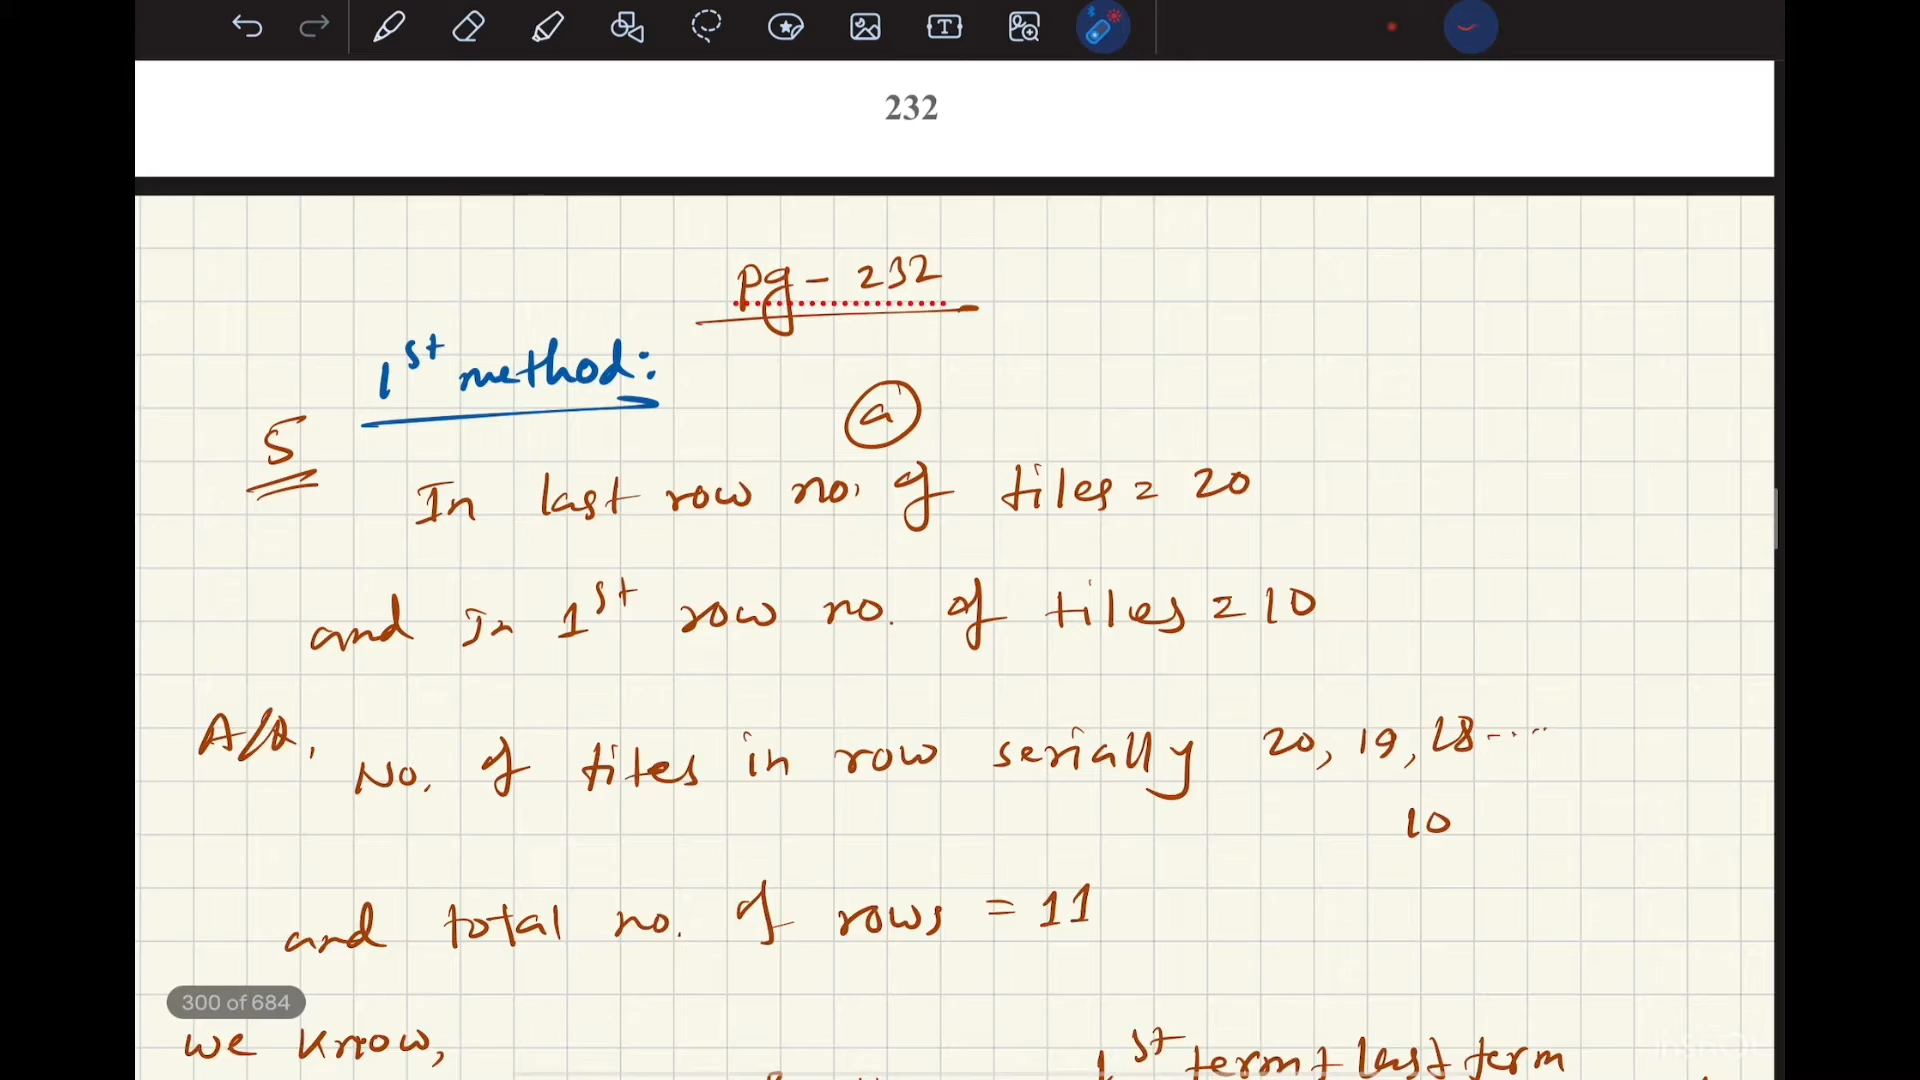 232
pg - 232
1st method:
5
a
In last row no. of tiles = 20
and in 1st row no. of tiles = 10
A/Q,
No. of tiles in row serially 20, 19, 18 ....
10
and total no. of rows = 11
300 of 684
we know,
1st term + last term